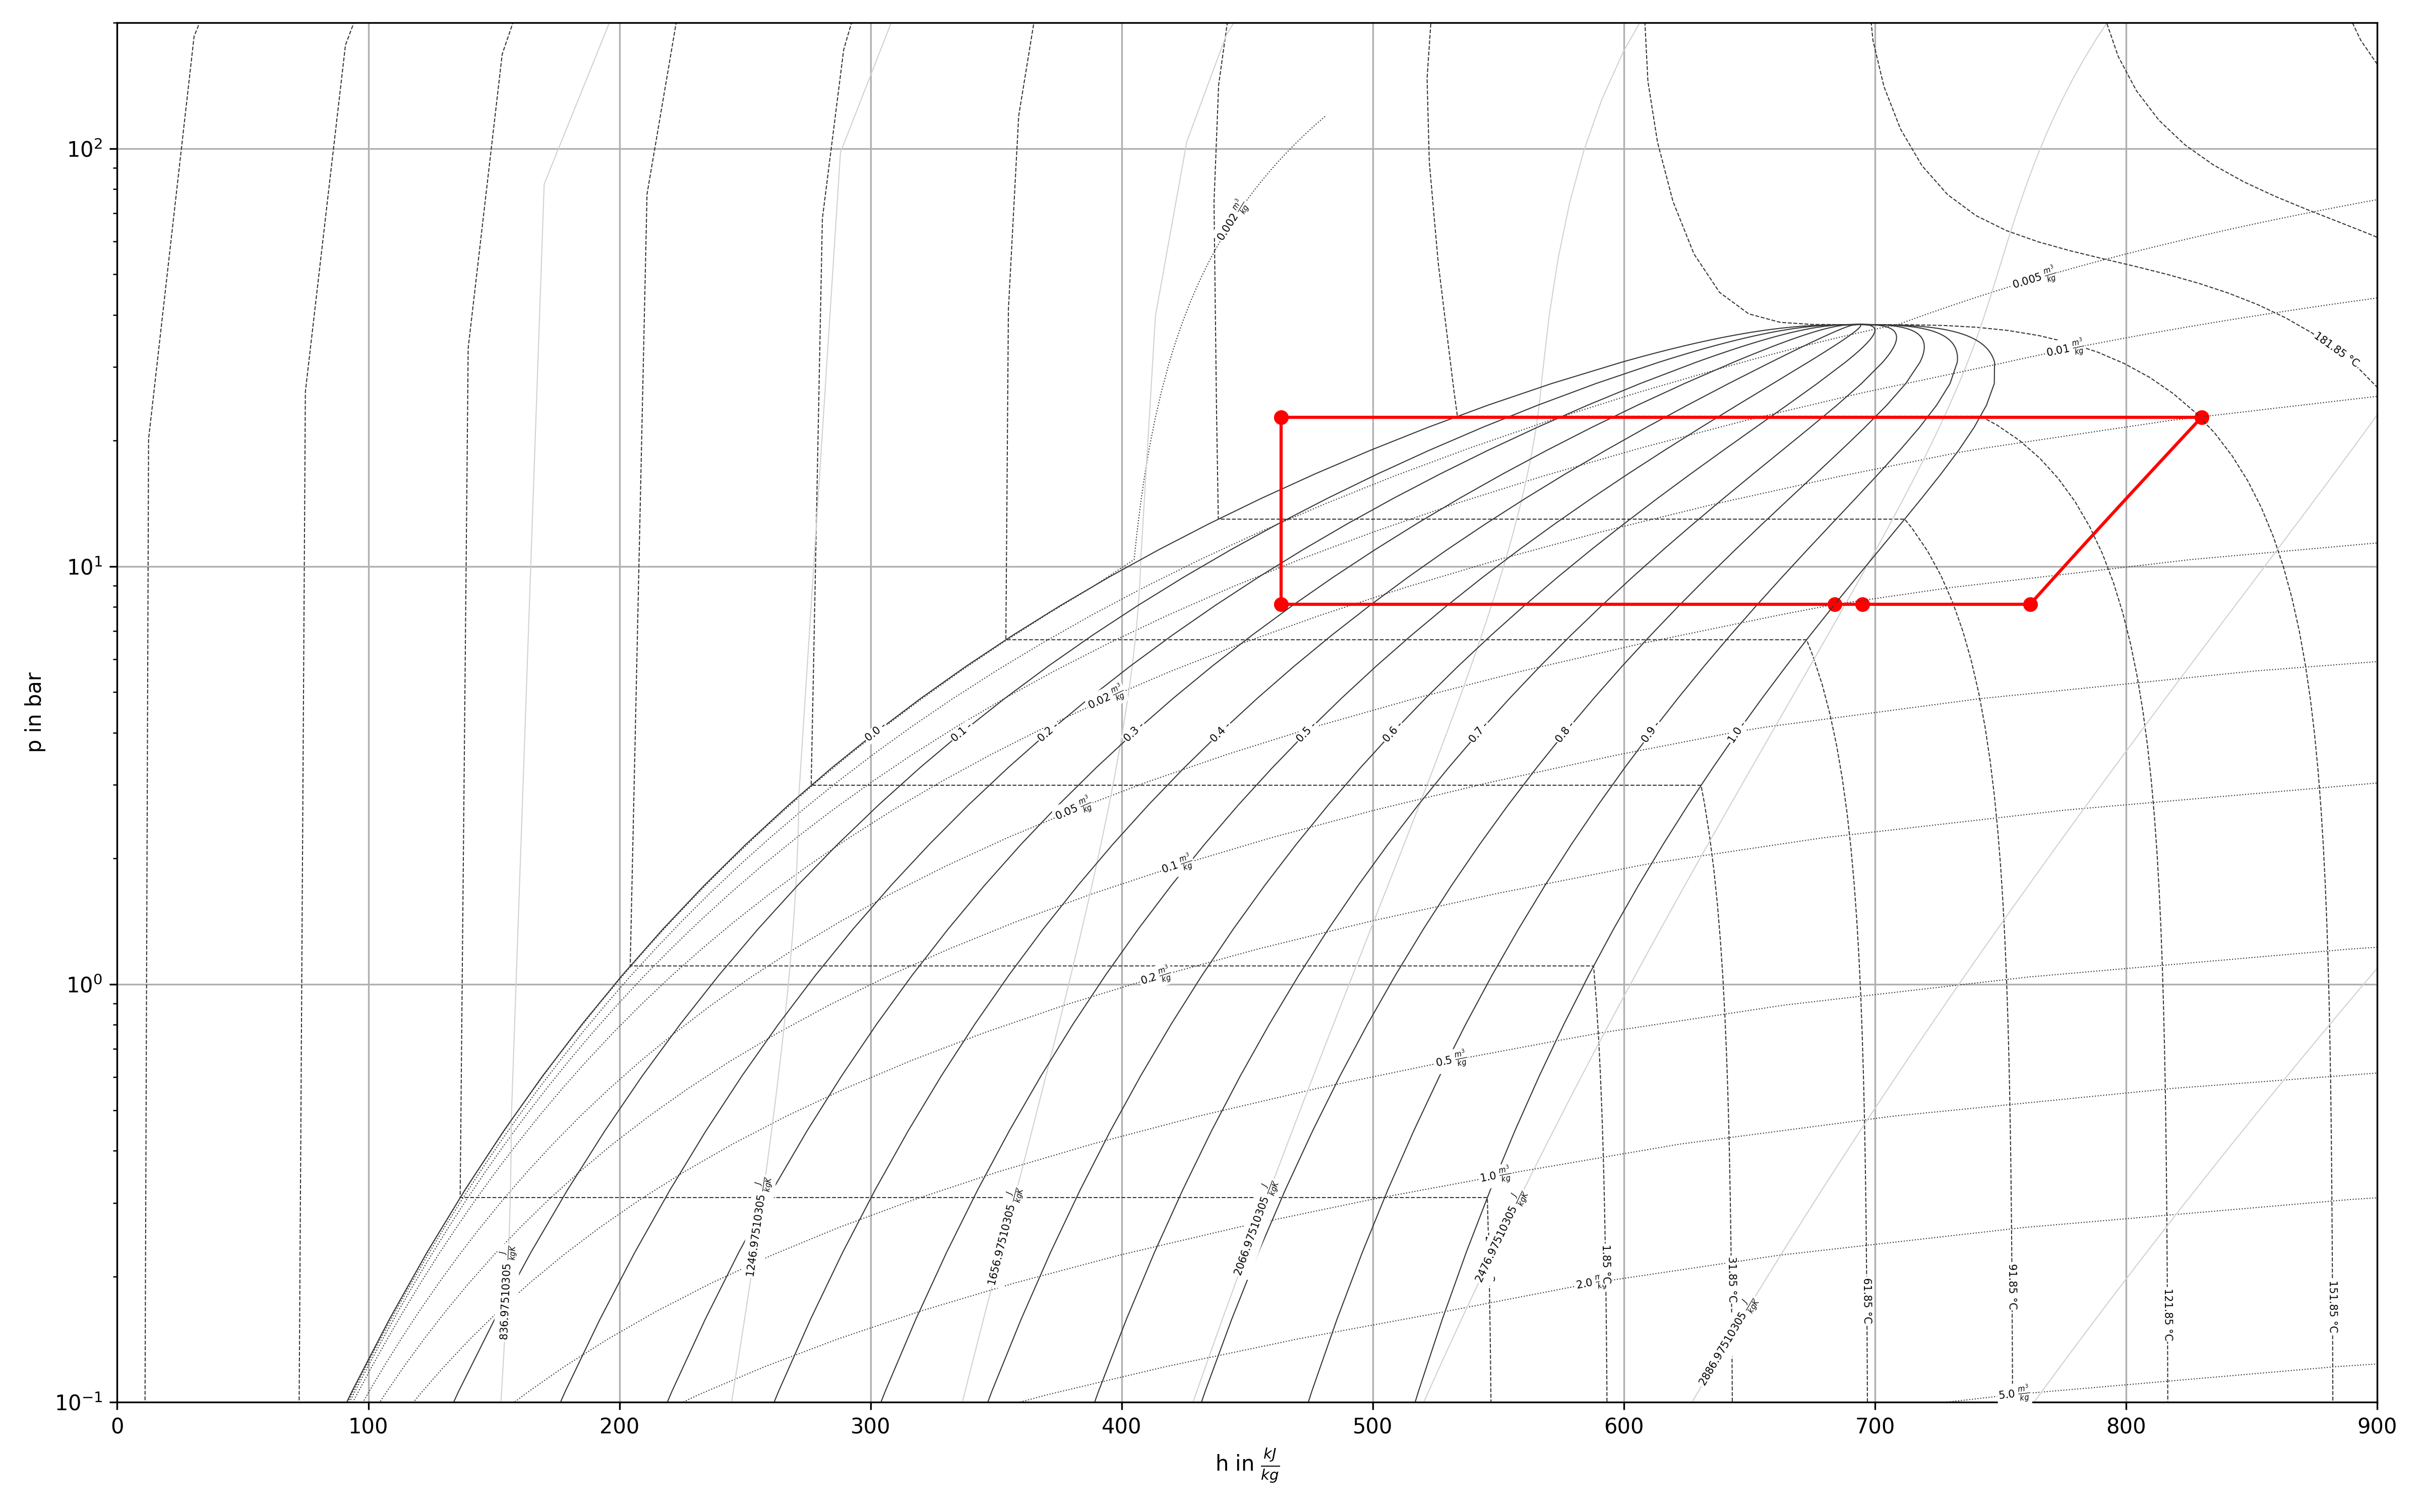 10²
0.002 m³/kg
0.005 m³/kg
0.01 m³/kg
181.85 °C
10¹
p in bar
0.02 m³/kg
0.0
0.1
0.2
0.3
0.4
0.5
0.6
0.7
0.8
0.9
1.0
0.05 m³/kg
0.1 m³/kg
0.2 m³/kg
10⁰
0.5 m³/kg
1.0 m³/kg
2.0
836.97510305 J/kgK
1246.97510305 J/kgK
1656.97510305 J/kgK
2066.97510305 J/kgK
2476.97510305 J/kgK
2886.97510305 J/kgK
1.85 °C
31.85 °C
61.85 °C
91.85 °C
121.85 °C
151.85 °C
5.0 m³/kg
10⁻¹
0 100 200 300 400 500 600 700 800 900
h in kJ/kg